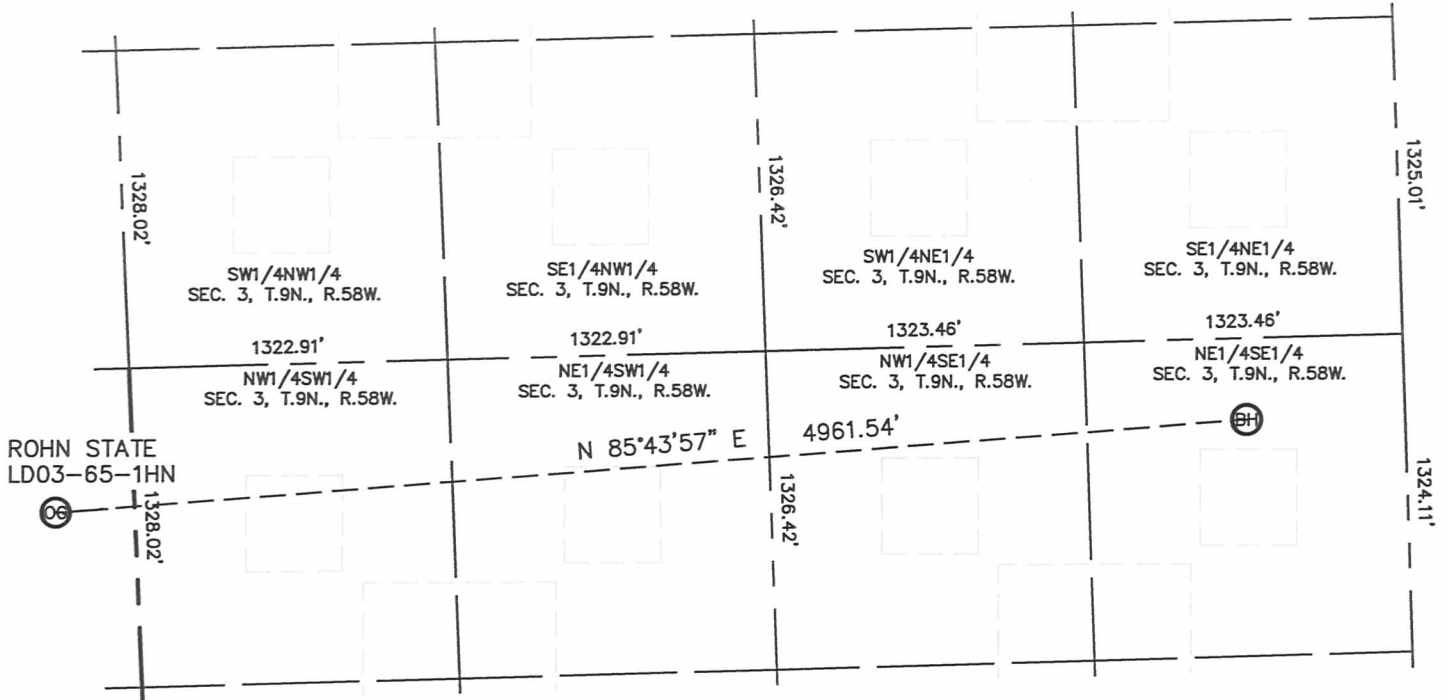 1328.02'
1326.42'
1325.01'
SW1/4NW1/4
SEC. 3, T.9N., R.58W.
SE1/4NW1/4
SEC. 3, T.9N., R.58W.
SW1/4NE1/4
SEC. 3, T.9N., R.58W.
SE1/4NE1/4
SEC. 3, T.9N., R.58W.
1322.91'
1322.91'
1323.46'
1323.46'
NW1/4SW1/4
SEC. 3, T.9N., R.58W.
NE1/4SW1/4
SEC. 3, T.9N., R.58W.
NW1/4SE1/4
SEC. 3, T.9N., R.58W.
NE1/4SE1/4
SEC. 3, T.9N., R.58W.
ROHN STATE
LD03-65-1HN
N 85°43'57" E 4961.54'
BH
1328.02'
1326.42'
1324.11'